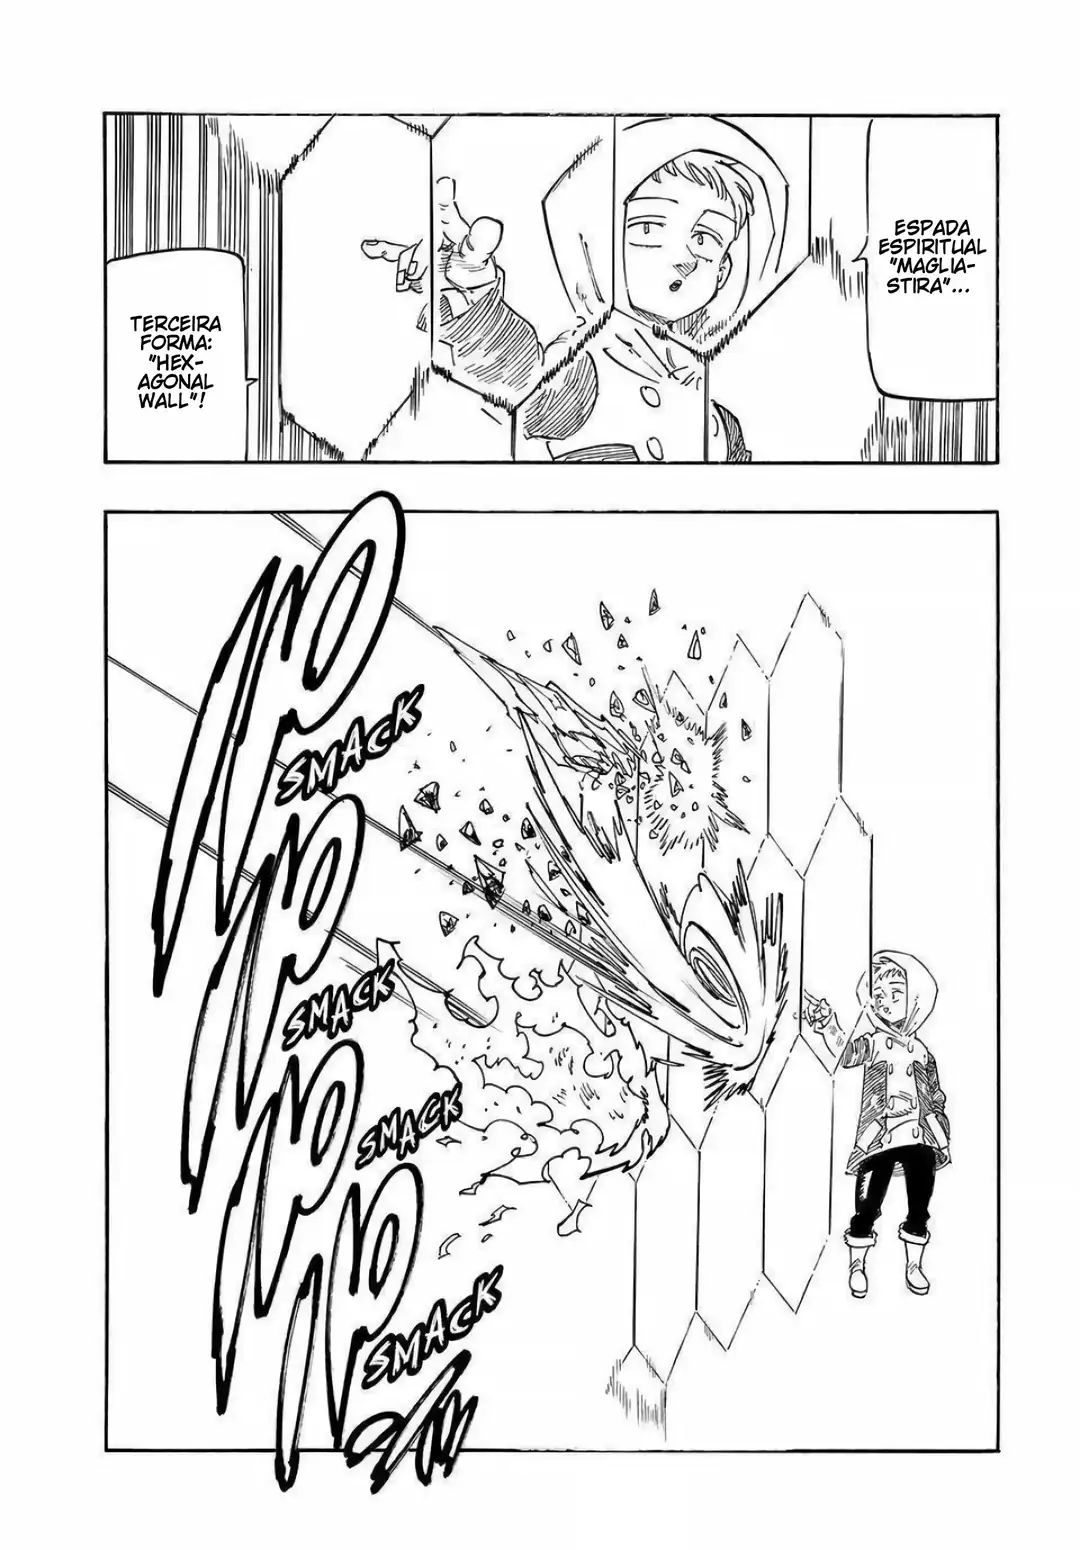 ESPADA
ESPIRITUAL
"MAGLIA-
STIRA"...
TERCEIRA
FORMA:
"HEX-
AGONAL
WALL"!
SMACK
SMACK
SMACK
SMACK